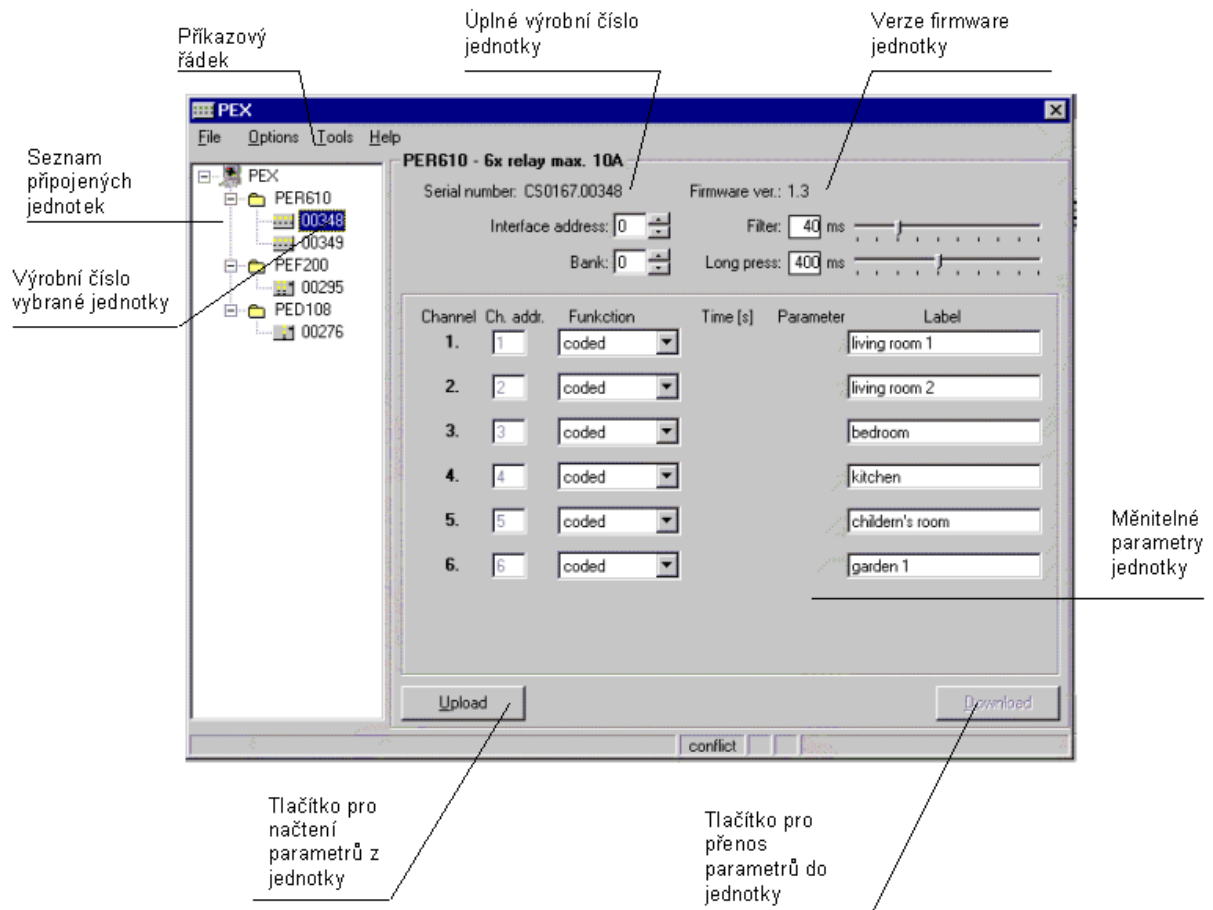 Příkazový
řádek
Úplné výrobní číslo
jednotky
Verze firmware
jednotky
Seznam
připojených
jednotek
Výrobní číslo
vybrané jednotky
PEX
File Options Tools Help
PEX
PER610
00348
00349
PEF200
00295
PED108
00276
PER610 - 6x relay max. 10A
Serial number: CS0167.00348 Firmware ver.: 1.3
Interface address: 0 Filter: 40 ms
Bank: 0 Long press: 400 ms
Channel Ch. addr. Funkction Time [s] Parameter Label
1. 1 coded living room 1
2. 2 coded living room 2
3. 3 coded bedroom
4. 4 coded kitchen
5. 5 coded childern's room
6. 6 coded garden 1
Měnitelné
parametry
jednotky
Upload Download
conflict
Tlačítko pro
načtení
parametrů z
jednotky
Tlačítko pro
přenos
parametrů do
jednotky